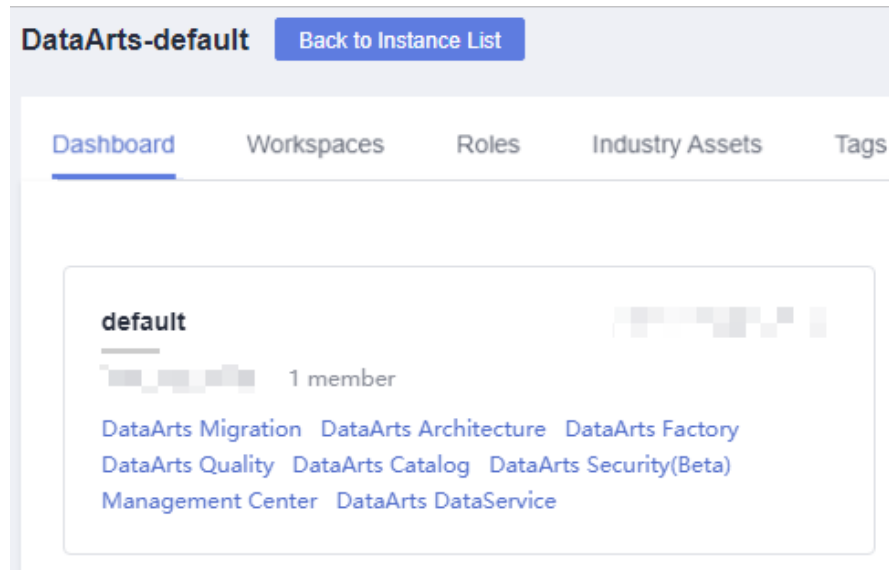 DataArts-default Back to Instance List
Dashboard Workspaces Roles Industry Assets Tags
default
1 member
DataArts Migration DataArts Architecture DataArts Factory
DataArts Quality DataArts Catalog DataArts Security(Beta)
Management Center DataArts DataService